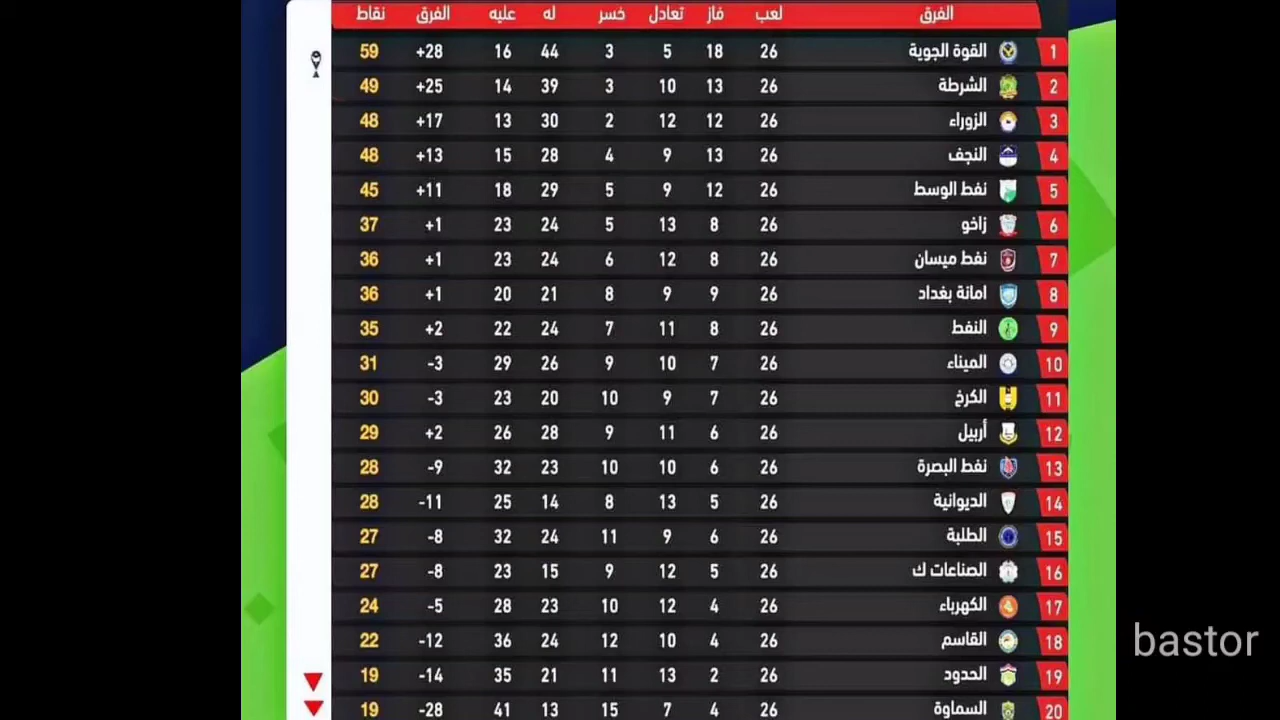 الفرق لعب فاز تعادل خسر له عليه الفرق نقاط
1 القوة الجوية 26 18 5 3 44 16 +28 59
2 الشرطة 26 13 10 3 39 14 +25 49
3 الزوراء 26 12 12 2 30 13 +17 48
4 النجف 26 13 9 4 28 15 +13 48
5 نفط الوسط 26 12 9 5 29 18 +11 45
6 زاخو 26 8 13 5 24 23 +1 37
7 نفط ميسان 26 8 12 6 24 23 +1 36
8 امانة بغداد 26 9 9 8 21 20 +1 36
9 النفط 26 8 11 7 24 22 +2 35
10 الميناء 26 7 10 9 26 29 -3 31
11 الكرخ 26 7 9 10 20 23 -3 30
12 أربيل 26 6 11 9 28 26 +2 29
13 نفط البصرة 26 6 10 10 23 32 -9 28
14 الديوانية 26 5 13 8 14 25 -11 28
15 الطلبة 26 6 9 11 24 32 -8 27
16 الصناعات ك 26 5 12 9 15 23 -8 27
17 الكهرباء 26 4 12 10 23 28 -5 24
18 القاسم 26 4 10 12 24 36 -12 22
19 الحدود 26 2 13 11 21 35 -14 19
20 السماوة 26 4 7 15 13 41 -28 19
bastor